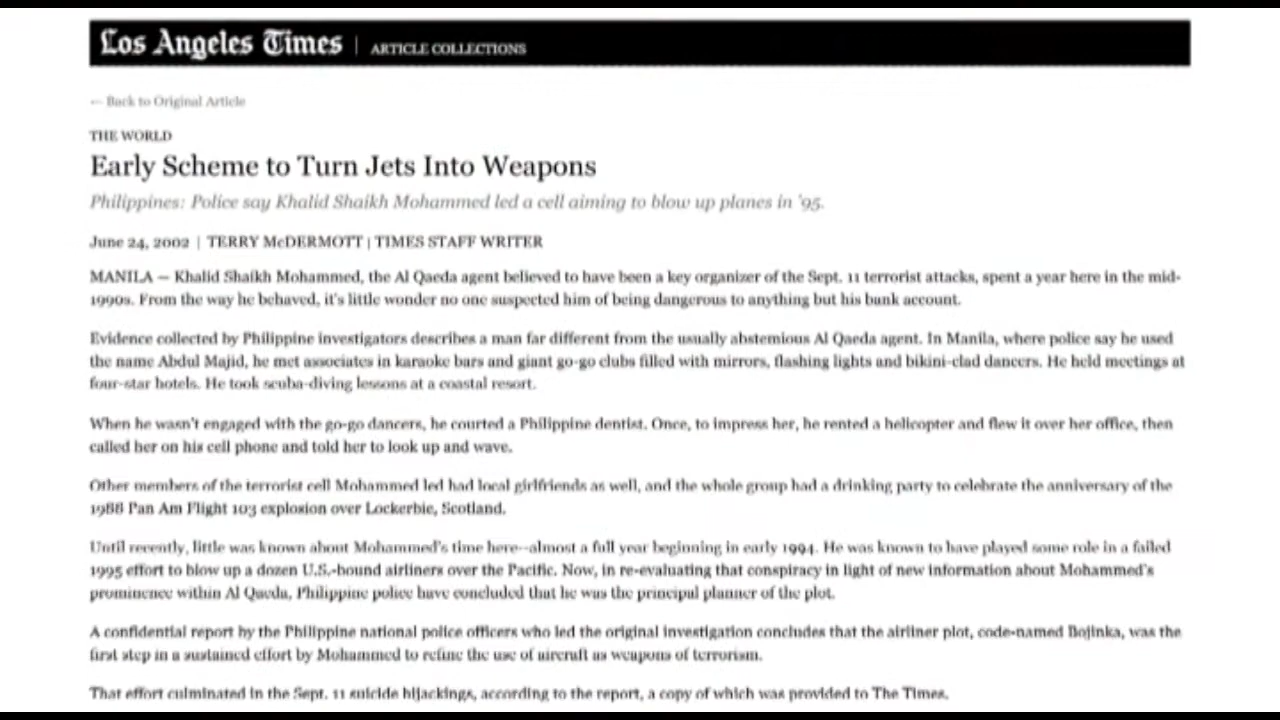 Los Angeles Times | ARTICLE COLLECTIONS
← Back to Original Article
THE WORLD
Early Scheme to Turn Jets Into Weapons
Philippines: Police say Khalid Shaikh Mohammed led a cell aiming to blow up planes in '95.
June 24, 2002 | TERRY McDERMOTT | TIMES STAFF WRITER
MANILA — Khalid Shaikh Mohammed, the Al Qaeda agent believed to have been a key organizer of the Sept. 11 terrorist attacks, spent a year here in the mid-
1990s. From the way he behaved, it's little wonder no one suspected him of being dangerous to anything but his bank account.
Evidence collected by Philippine investigators describes a man far different from the usually abstemious Al Qaeda agent. In Manila, where police say he used
the name Abdul Majid, he met associates in karaoke bars and giant go-go clubs filled with mirrors, flashing lights and bikini-clad dancers. He held meetings at
four-star hotels. He took scuba-diving lessons at a coastal resort.
When he wasn't engaged with the go-go dancers, he courted a Philippine dentist. Once, to impress her, he rented a helicopter and flew it over her office, then
called her on his cell phone and told her to look up and wave.
Other members of the terrorist cell Mohammed led had local girlfriends as well, and the whole group had a drinking party to celebrate the anniversary of the
1988 Pan Am Flight 103 explosion over Lockerbie, Scotland.
Until recently, little was known about Mohammed's time here--almost a full year beginning in early 1994. He was known to have played some role in a failed
1995 effort to blow up a dozen U.S.-bound airliners over the Pacific. Now, in re-evaluating that conspiracy in light of new information about Mohammed's
prominence within Al Qaeda, Philippine police have concluded that he was the principal planner of the plot.
A confidential report by the Philippine national police officers who led the original investigation concludes that the airliner plot, code-named Bojinka, was the
first step in a sustained effort by Mohammed to refine the use of aircraft as weapons of terrorism.
That effort culminated in the Sept. 11 suicide hijackings, according to the report, a copy of which was provided to The Times.